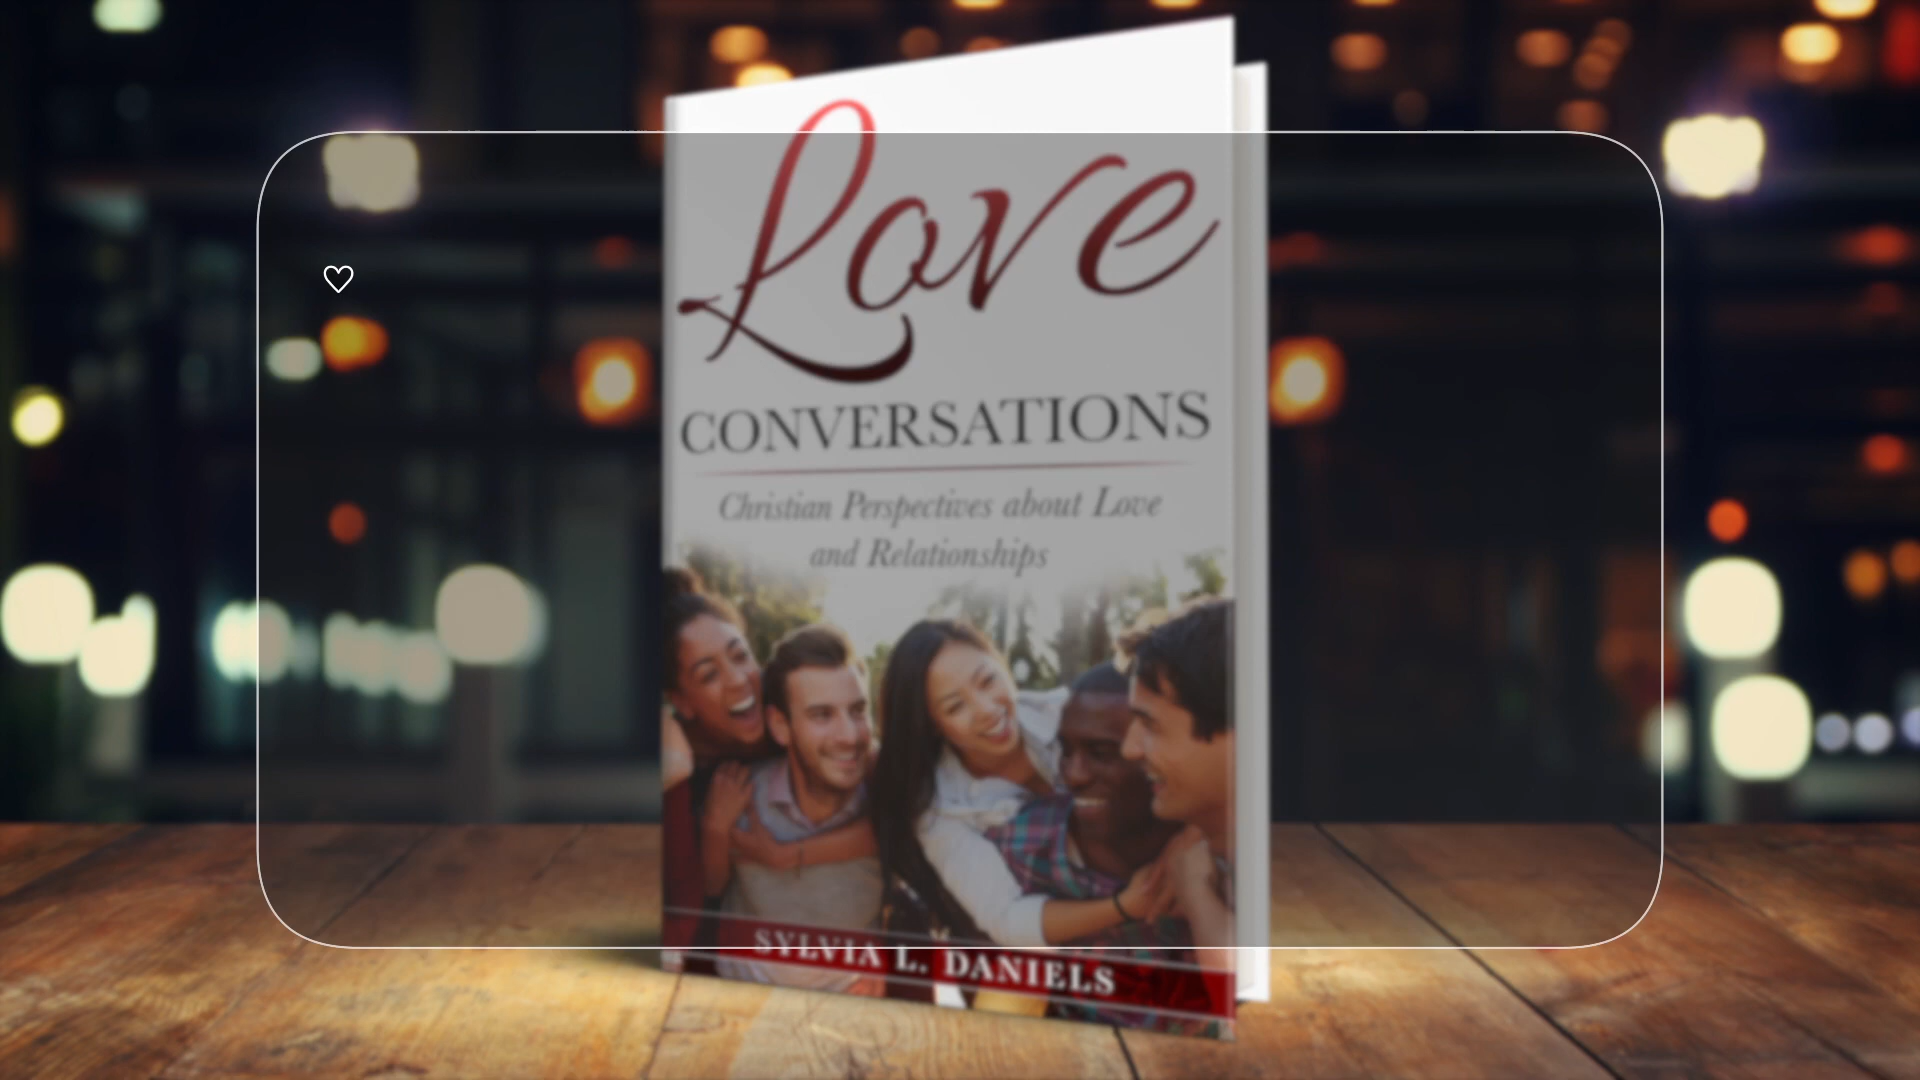 Love
CONVERSATIONS
Christian Perspectives about Love
and Relationships
SYLVIA L. DANIELS